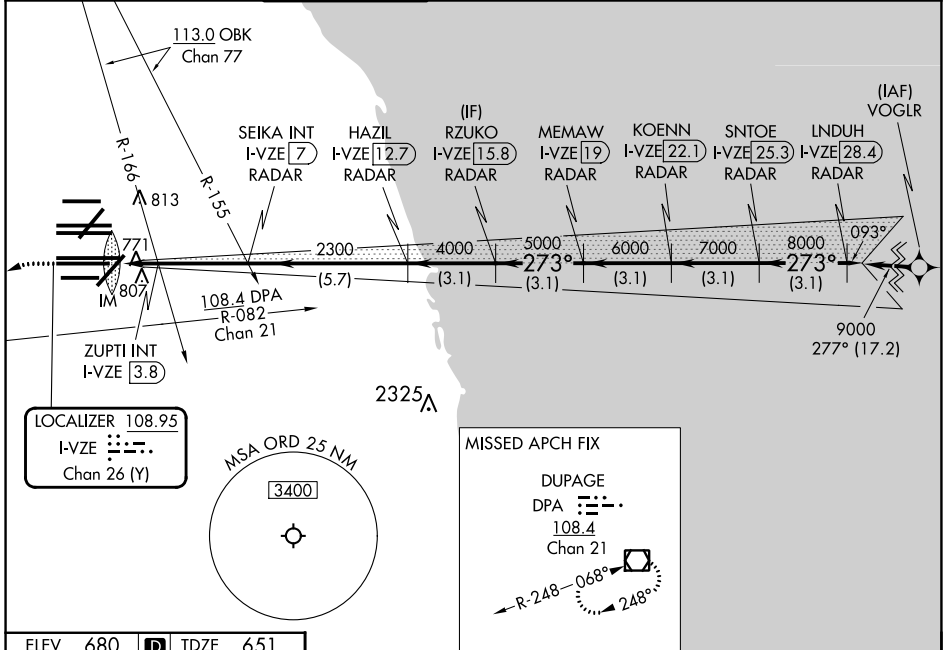 113.0 OBK
Chan 77
R-166
R-155
SEIKA INT
I-VZE 7
RADAR
HAZIL
I-VZE 12.7
RADAR
(IF)
RZUKO
I-VZE 15.8
RADAR
MEMAW
I-VZE 19
RADAR
KOENN
I-VZE 22.1
RADAR
SNTOE
I-VZE 25.3
RADAR
LNDUH
I-VZE 28.4
RADAR
(IAF)
VOGLR
813
771
807
IM
2300
(5.7)
4000
(3.1)
5000
273°
(3.1)
6000
(3.1)
7000
(3.1)
8000
273°
(3.1)
093°
9000
277° (17.2)
108.4 DPA
R-082
Chan 21
ZUPTI INT
I-VZE 3.8
2325
LOCALIZER 108.95
I-VZE
Chan 26 (Y)
MSA ORD 25 NM
3400
MISSED APCH FIX
DUPAGE
DPA
108.4
Chan 21
R-248
068°
248°
ELEV 680 D TDZE 651